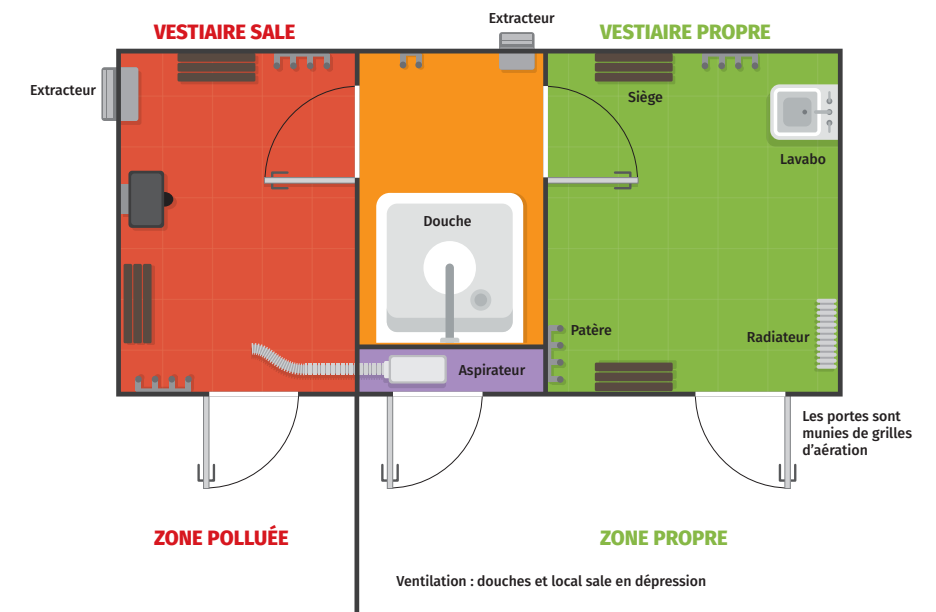 Extracteur
VESTIAIRE SALE
VESTIAIRE PROPRE
Extracteur
Siège
Lavabo
Douche
Patère
Radiateur
Aspirateur
Les portes sont
munies de grilles
d'aération
ZONE POLLUÉE
ZONE PROPRE
Ventilation : douches et local sale en dépression